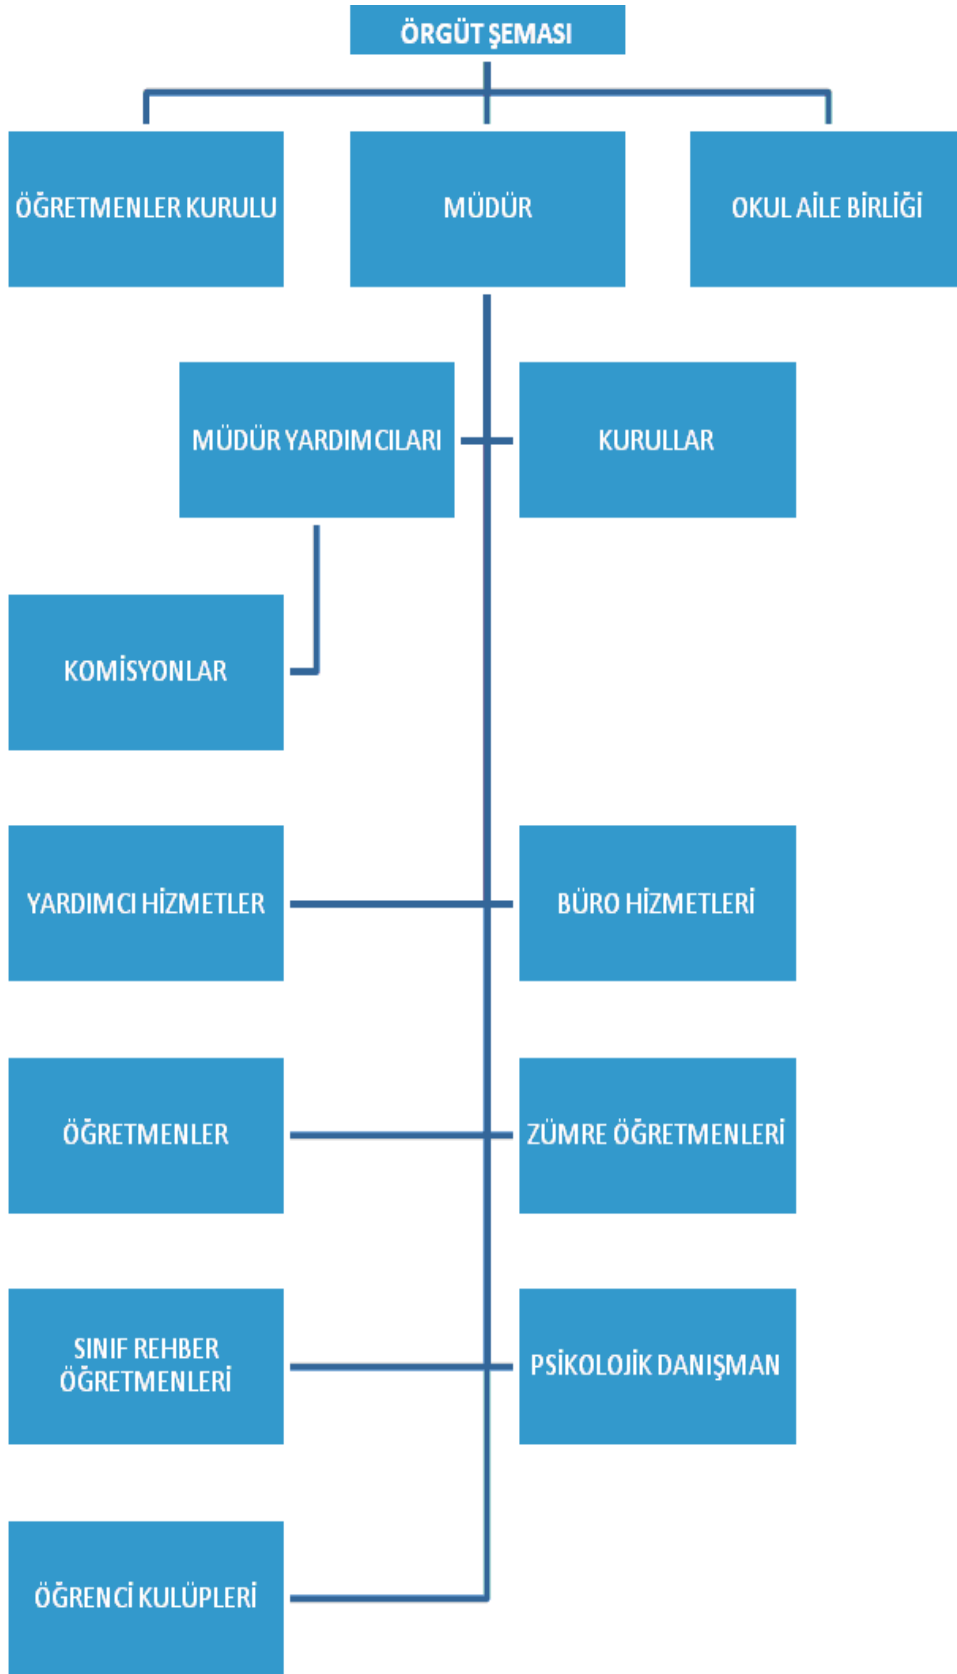 ÖRGÜT ŞEMASI
ÖĞRETMENLER KURULU
MÜDÜR
OKUL AİLE BİRLİĞİ
MÜDÜR YARDIMCILARI
KURULLAR
KOMİSYONLAR
YARDIMCI HİZMETLER
BÜRO HİZMETLERİ
ÖĞRETMENLER
ZÜMRE ÖĞRETMENLERİ
SINIF REHBER
ÖĞRETMENLERİ
PSİKOLOJİK DANIŞMAN
ÖĞRENCİ KULÜPLERİ